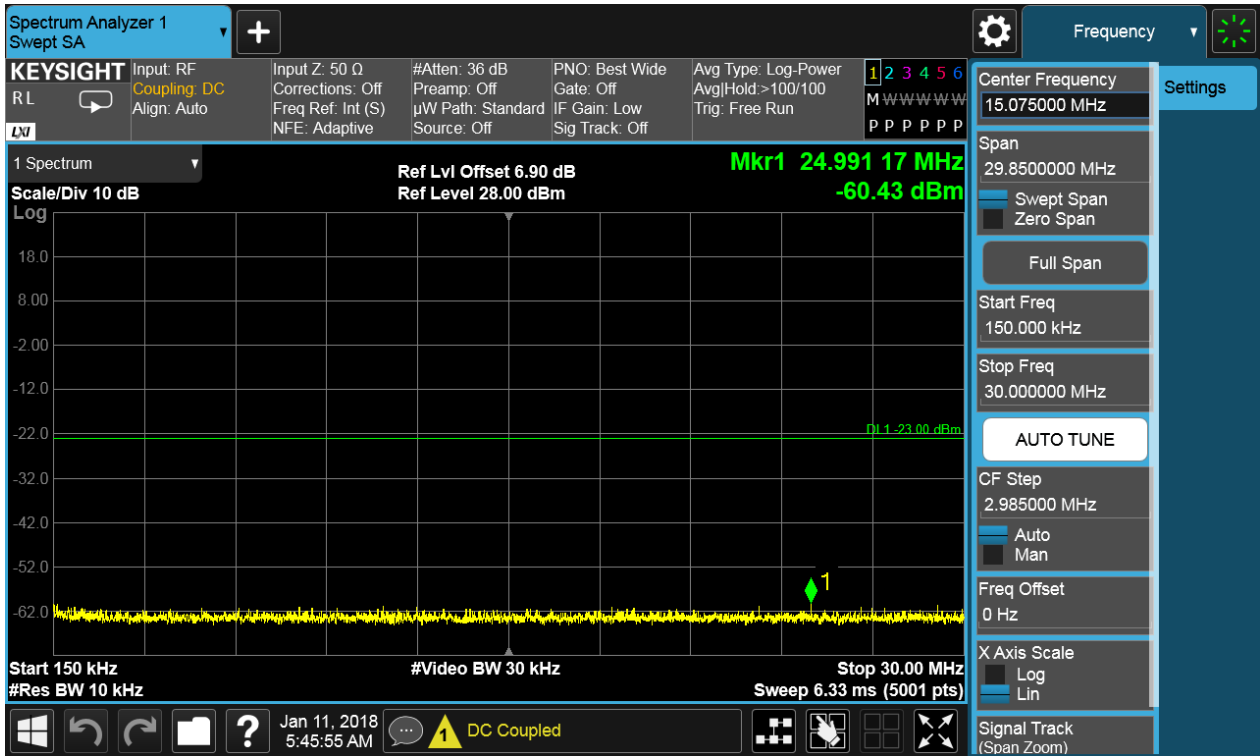 Spectrum Analyzer 1
Swept SA
+
Frequency
KEYSIGHT
RL
LXI
Input: RF
Coupling: DC
Align: Auto
Input Z: 50 Ω
Corrections: Off
Freq Ref: Int (S)
NFE: Adaptive
#Atten: 36 dB
Preamp: Off
µW Path: Standard
Source: Off
PNO: Best Wide
Gate: Off
IF Gain: Low
Sig Track: Off
Avg Type: Log-Power
Avg|Hold:>100/100
Trig: Free Run
1 2 3 4 5 6
M W W W W W
P P P P P P
1 Spectrum
Scale/Div 10 dB
Log
Ref Lvl Offset 6.90 dB
Ref Level 28.00 dBm
Mkr1 24.991 17 MHz
-60.43 dBm
18.0
8.00
-2.00
-12.0
-22.0
DL1 -23.00 dBm
-32.0
-42.0
-52.0
1
-62.0
Start 150 kHz
#Res BW 10 kHz
#Video BW 30 kHz
Stop 30.00 MHz
Sweep 6.33 ms (5001 pts)
?
Jan 11, 2018
5:45:55 AM
1
DC Coupled
Center Frequency
15.075000 MHz
Span
29.8500000 MHz
Swept Span
Zero Span
Full Span
Start Freq
150.000 kHz
Stop Freq
30.000000 MHz
AUTO TUNE
CF Step
2.985000 MHz
Auto
Man
Freq Offset
0 Hz
X Axis Scale
Log
Lin
Signal Track
(Span Zoom)
Settings